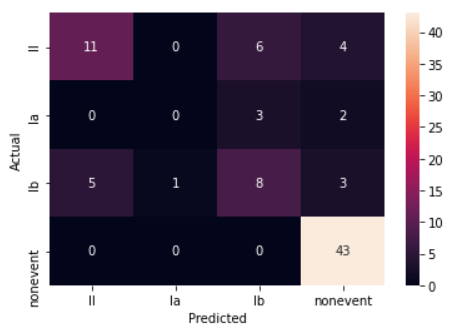 II 11 0 6 4
Ia 0 0 3 2
Ib 5 1 8 3
nonevent 0 0 0 43
II Ia Ib nonevent
Predicted
Actual
40
35
30
25
20
15
10
5
0